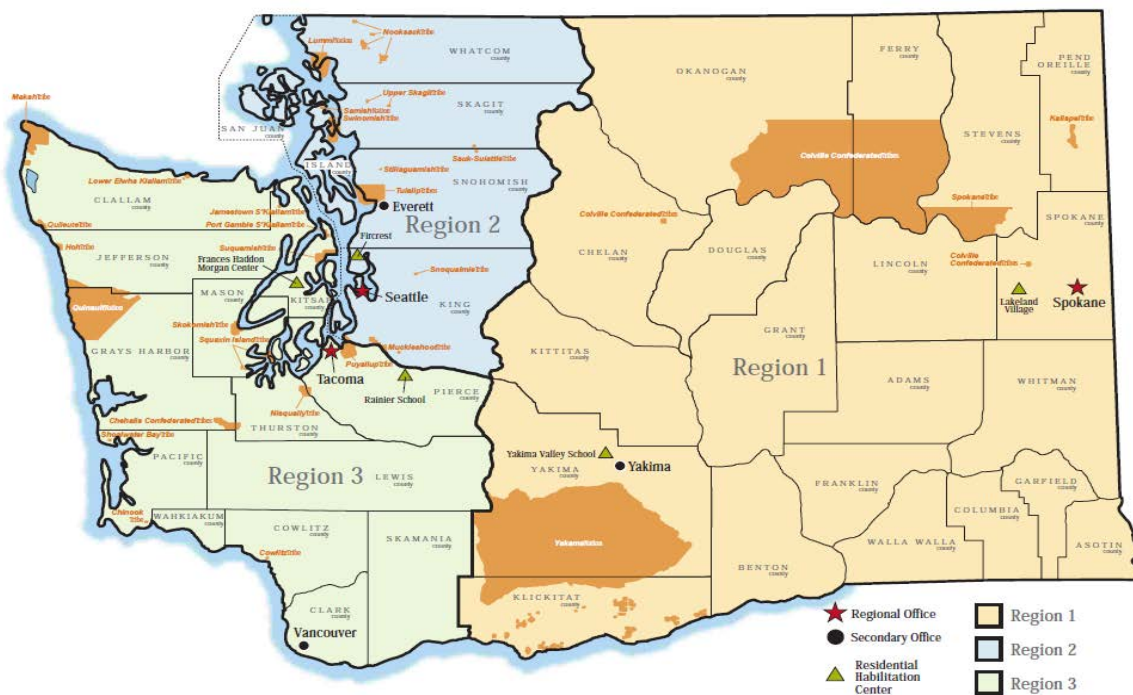 Lummi Tribe
Nooksack Tribe
WHATCOM
county
OKANOGAN
county
FERRY
county
PEND
OREILLE
county
Makah Tribe
Upper Skagit Tribe
SKAGIT
county
Samish Tribe
Swinomish Tribe
SAN JUAN
county
STEVENS
county
Kalispel Tribe
ISLAND
county
Sauk-Suiattle Tribe
Stillaguamish Tribe
SNOHOMISH
county
Colville Confederated Tribes
Lower Elwha Klallam Tribe
CLALLAM
county
Tulalip Tribes
Everett
Spokane Tribe
Jamestown S'Klallam Tribe
Port Gamble S'Klallam Tribe
Quileute Tribe
Region 2
Colville Confederated Tribes
SPOKANE
county
Fircrest
Hoh Tribe
Suquamish Tribe
JEFFERSON
county
Frances Haddon
Morgan Center
Snoqualmie Tribe
CHELAN
county
DOUGLAS
county
LINCOLN
county
Colville
Confederated Tribes
MASON
county
KITSAP
Seattle
KING
county
Lakeland
Village
Spokane
Quinault Tribe
Skokomish Tribe
Squaxin Island Tribe
GRAYS HARBOR
county
Muckleshoot Tribe
Puyallup Tribe
Tacoma
KITTITAS
county
GRANT
county
Region 1
ADAMS
county
WHITMAN
county
Rainier School
PIERCE
county
Nisqually Tribe
Chehalis Confederated Tribes
THURSTON
county
Shoalwater Bay Tribe
PACIFIC
county
Region 3
LEWIS
county
Yakima Valley School
YAKIMA
county
Yakima
FRANKLIN
county
GARFIELD
county
COLUMBIA
county
Chinook
Tribe
WAHKIAKUM
county
COWLITZ
county
SKAMANIA
county
Yakama Tribe
WALLA WALLA
county
ASOTIN
county
Cowlitz Tribe
BENTON
county
KLICKITAT
county
CLARK
county
Vancouver
Regional Office
Secondary Office
Residential
Habilitation
Center
Region 1
Region 2
Region 3